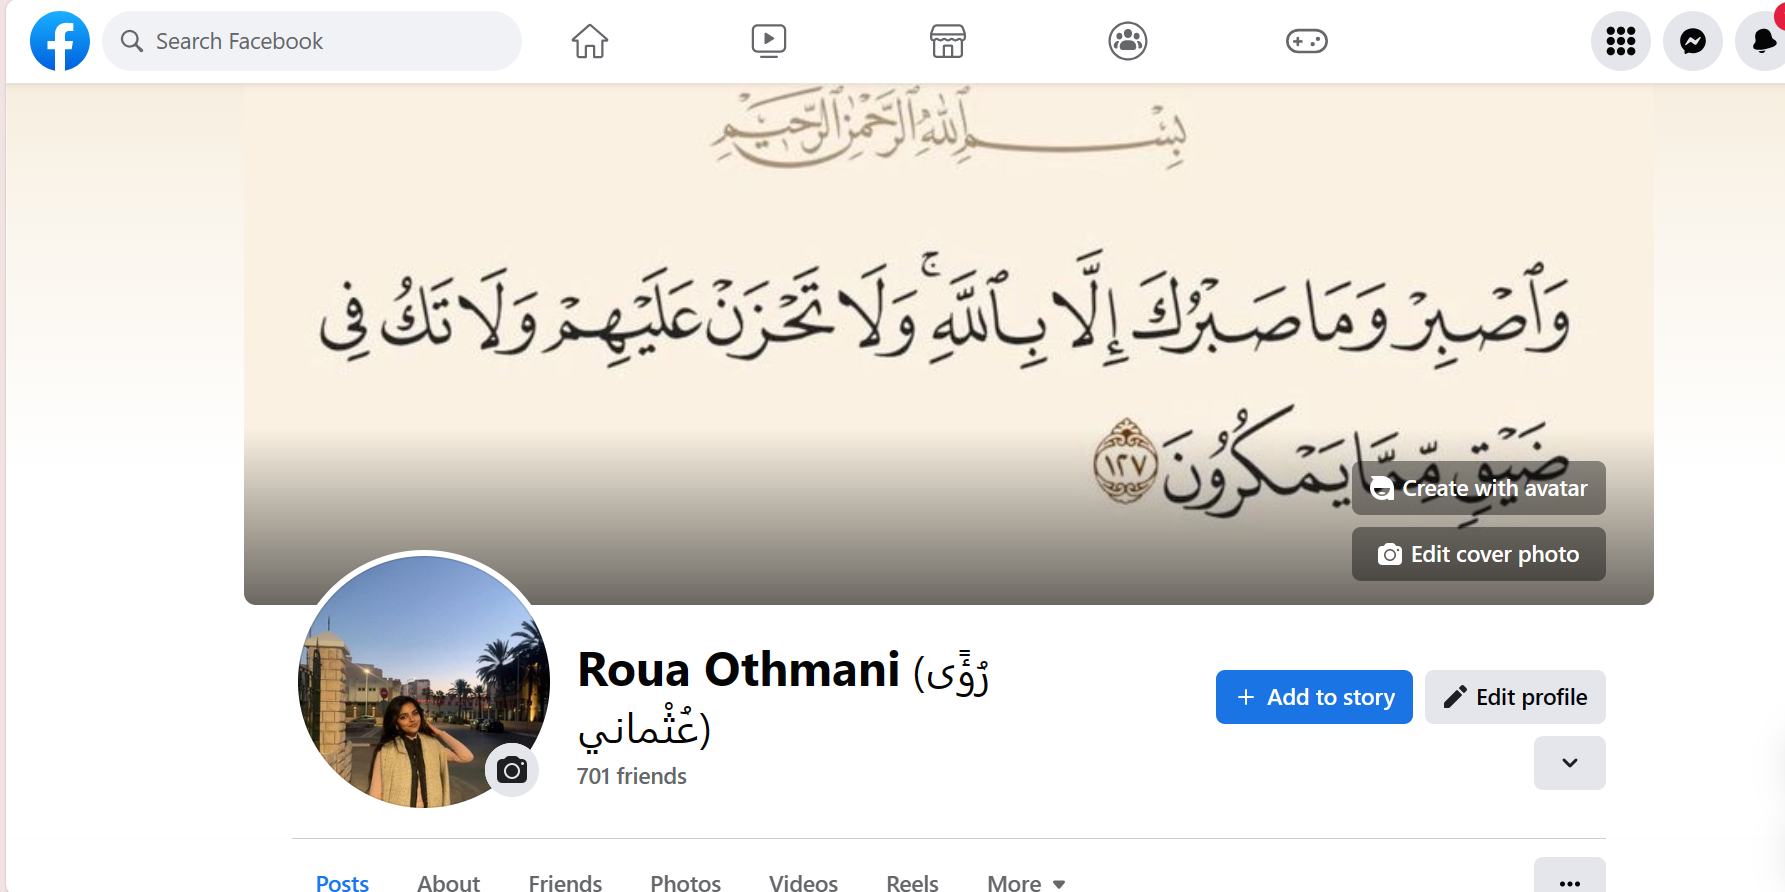 Search Facebook
بِسْمِ ٱللَّهِ ٱلرَّحْمَٰنِ ٱلرَّحِيمِ
وَٱصْبِرْ وَمَا صَبْرُكَ إِلَّا بِٱللَّهِ ۚ وَلَا تَحْزَنْ عَلَيْهِمْ وَلَا تَكُ فِى
ضَيْقٍ مِّمَّا يَمْكُرُونَ ١٢٧
Create with avatar
Edit cover photo
Roua Othmani (رُؤًى
عُثْماني)
701 friends
+ Add to story
Edit profile
Posts About Friends Photos Videos Reels More